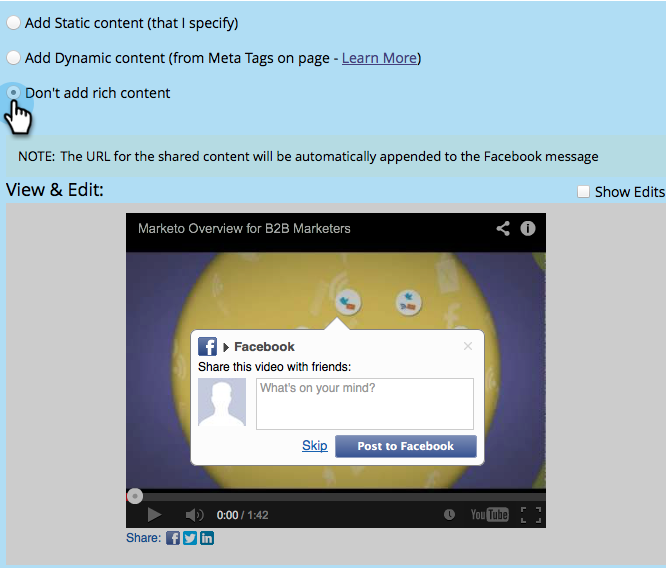 Add Static content (that I specify)
Add Dynamic content (from Meta Tags on page - Learn More)
Don't add rich content
NOTE: The URL for the shared content will be automatically appended to the Facebook message
View & Edit:
Show Edits
Marketo Overview for B2B Marketers
Facebook
Share this video with friends:
What's on your mind?
Skip
Post to Facebook
0:00 / 1:42
YouTube
Share: